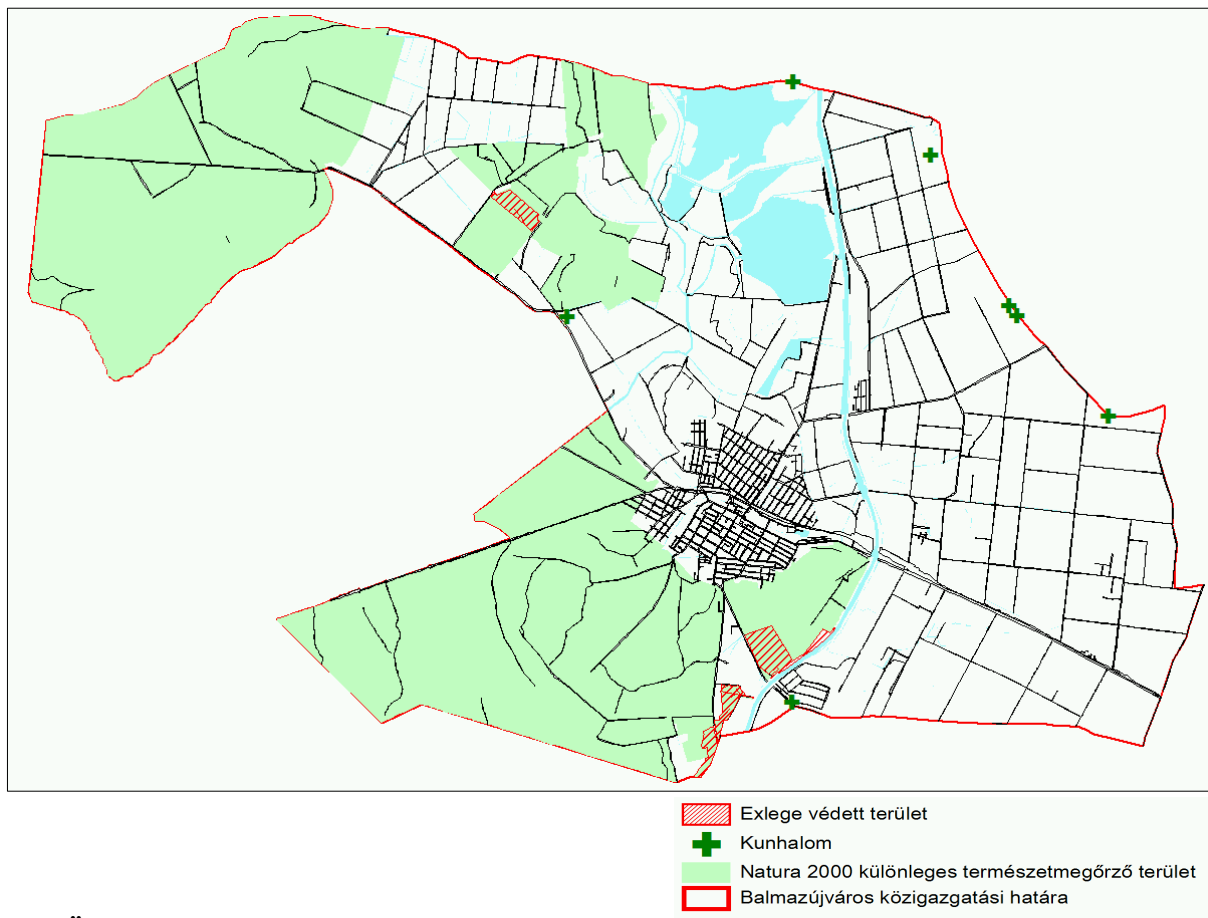 Exlege védett terület
Kunhalom
Natura 2000 különleges természetmegőrző terület
Balmazújváros közigazgatási határa